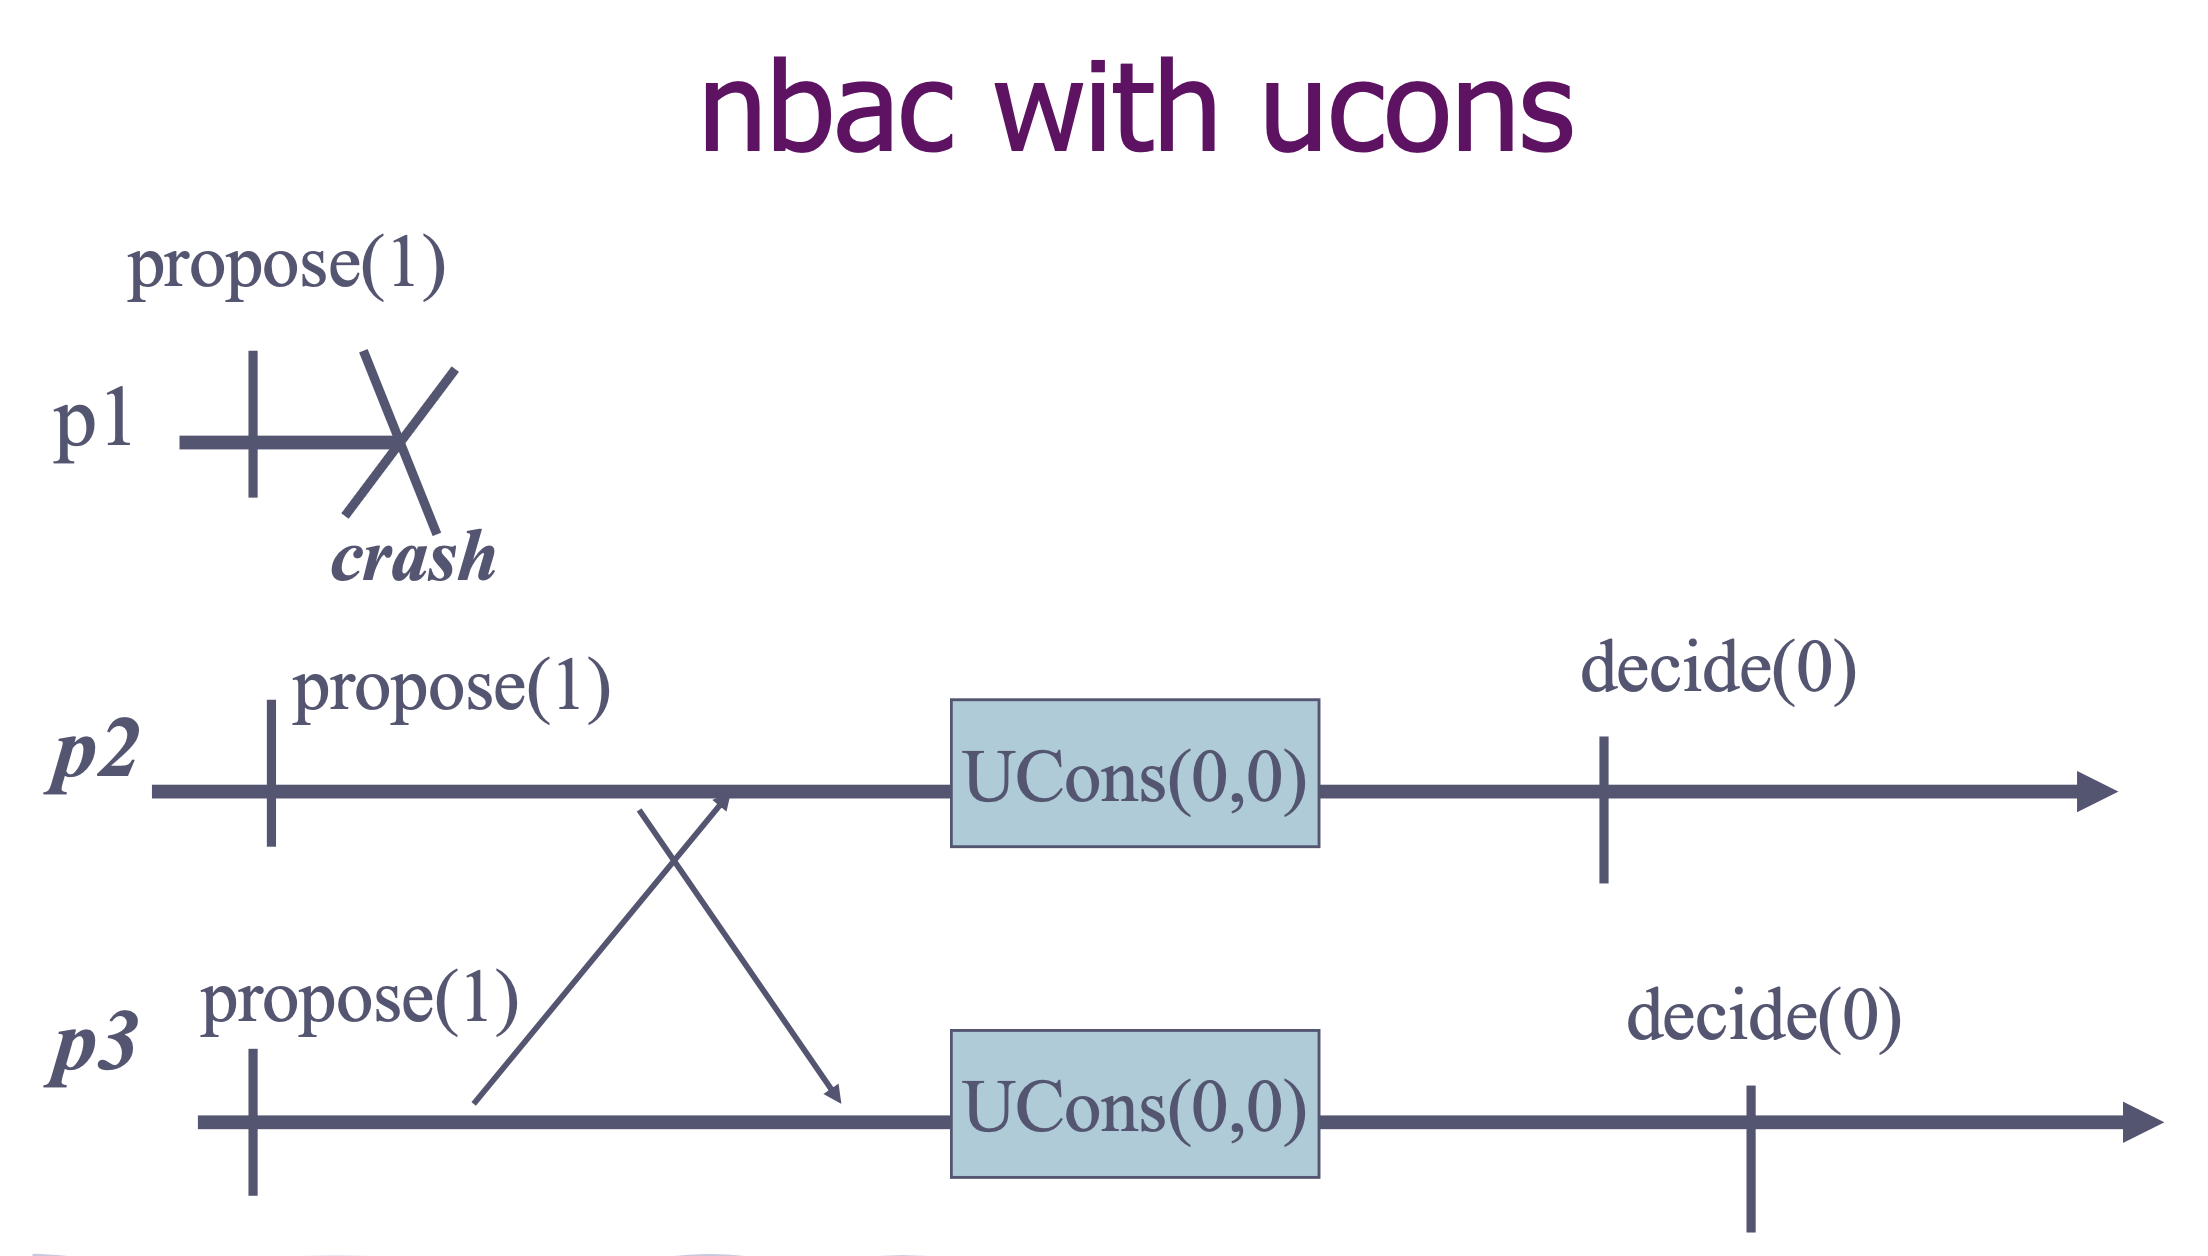 nbac with ucons
propose(1)
p1
crash
propose(1)
decide(0)
p2
UCons(0,0)
propose(1)
decide(0)
p3
UCons(0,0)